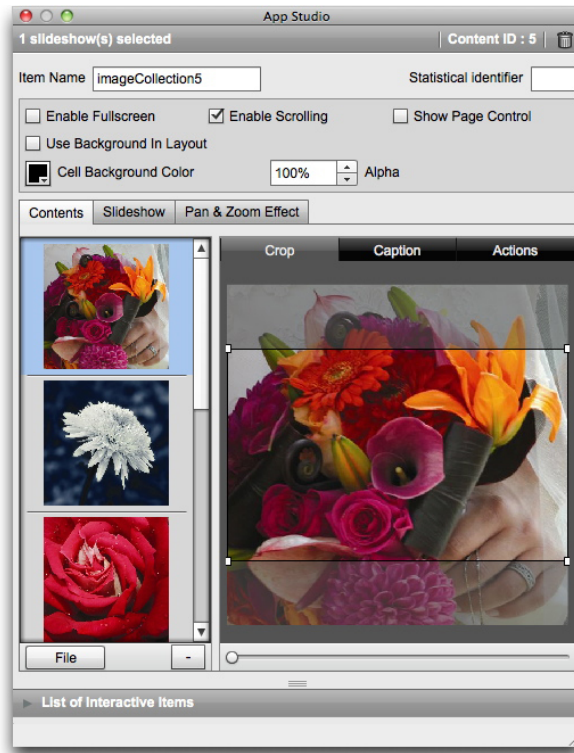 App Studio
1 slideshow(s) selected Content ID : 5
Item Name imageCollection5 Statistical identifier
Enable Fullscreen Enable Scrolling Show Page Control
Use Background In Layout
Cell Background Color 100% Alpha
Contents Slideshow Pan & Zoom Effect
Crop Caption Actions
File -
List of Interactive Items